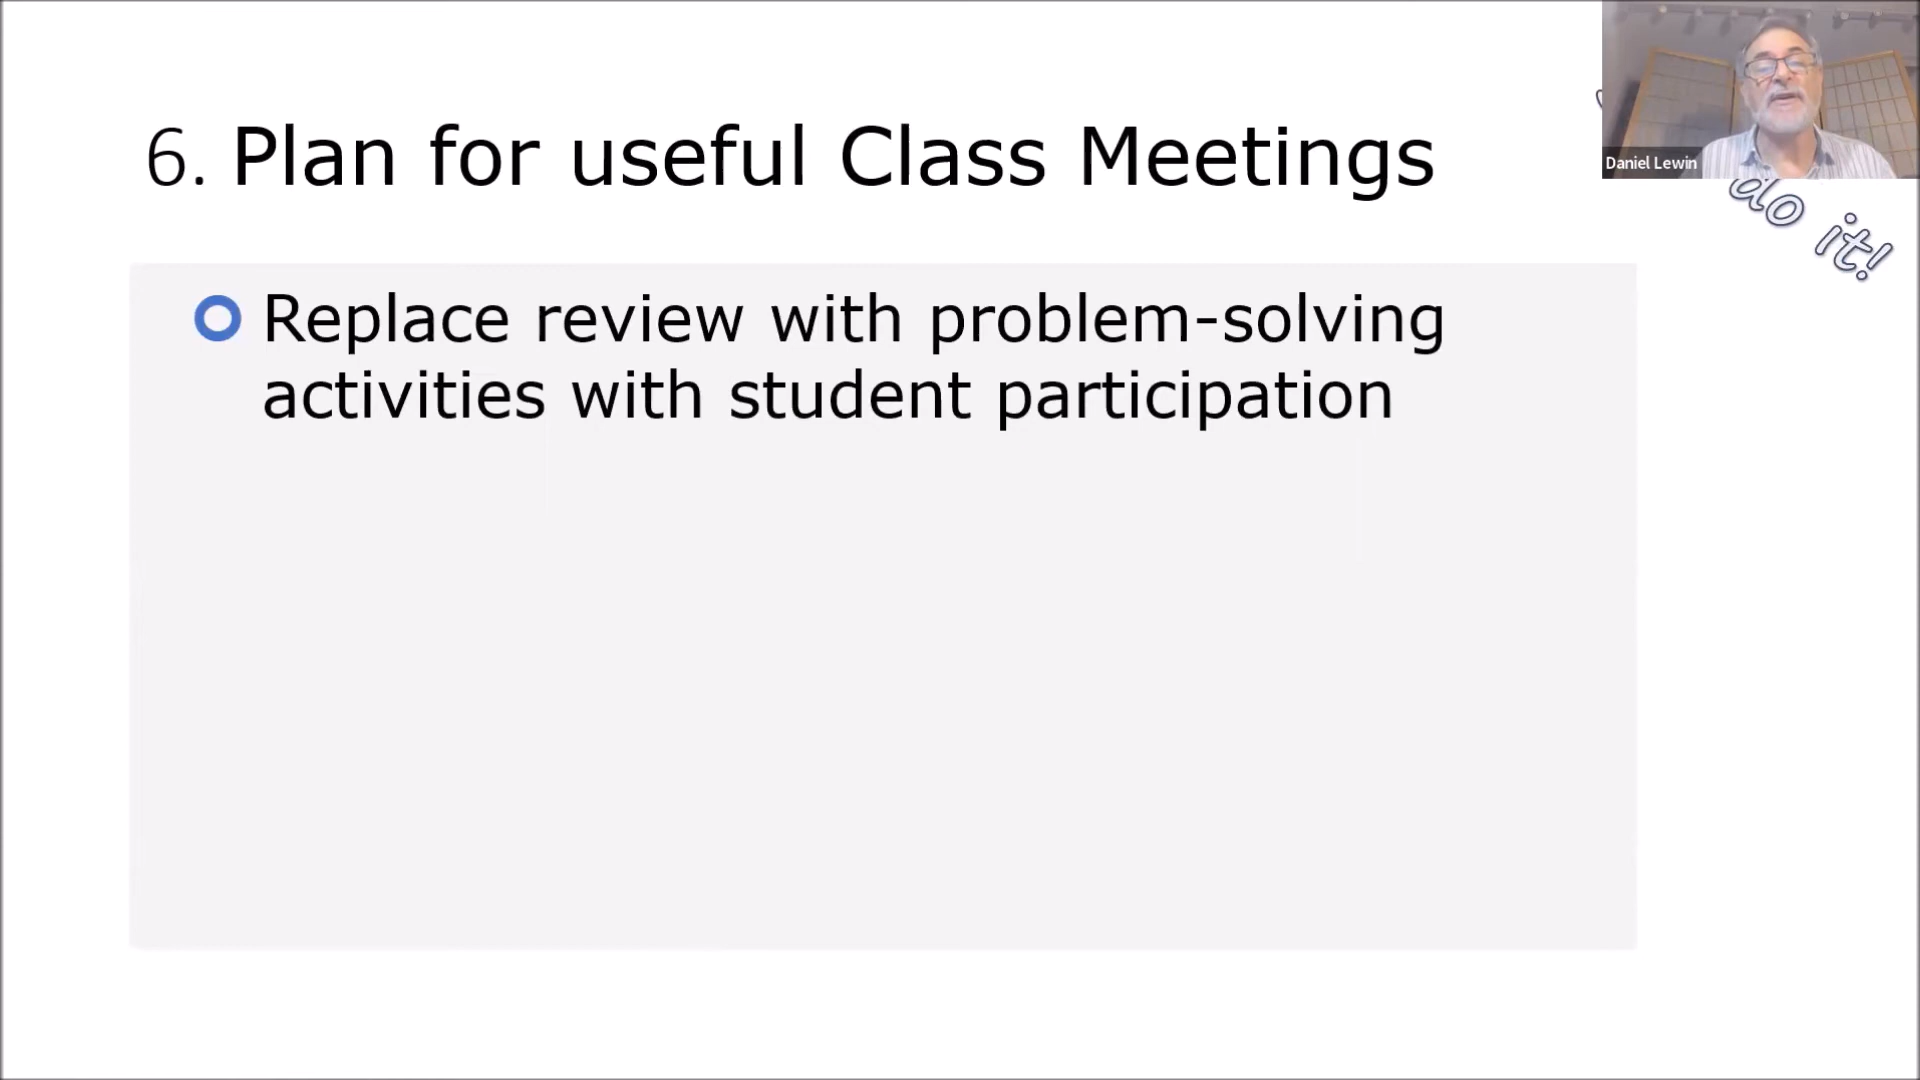 6. Plan for useful Class Meetings
Daniel Lewin
do it!
Replace review with problem-solving
activities with student participation